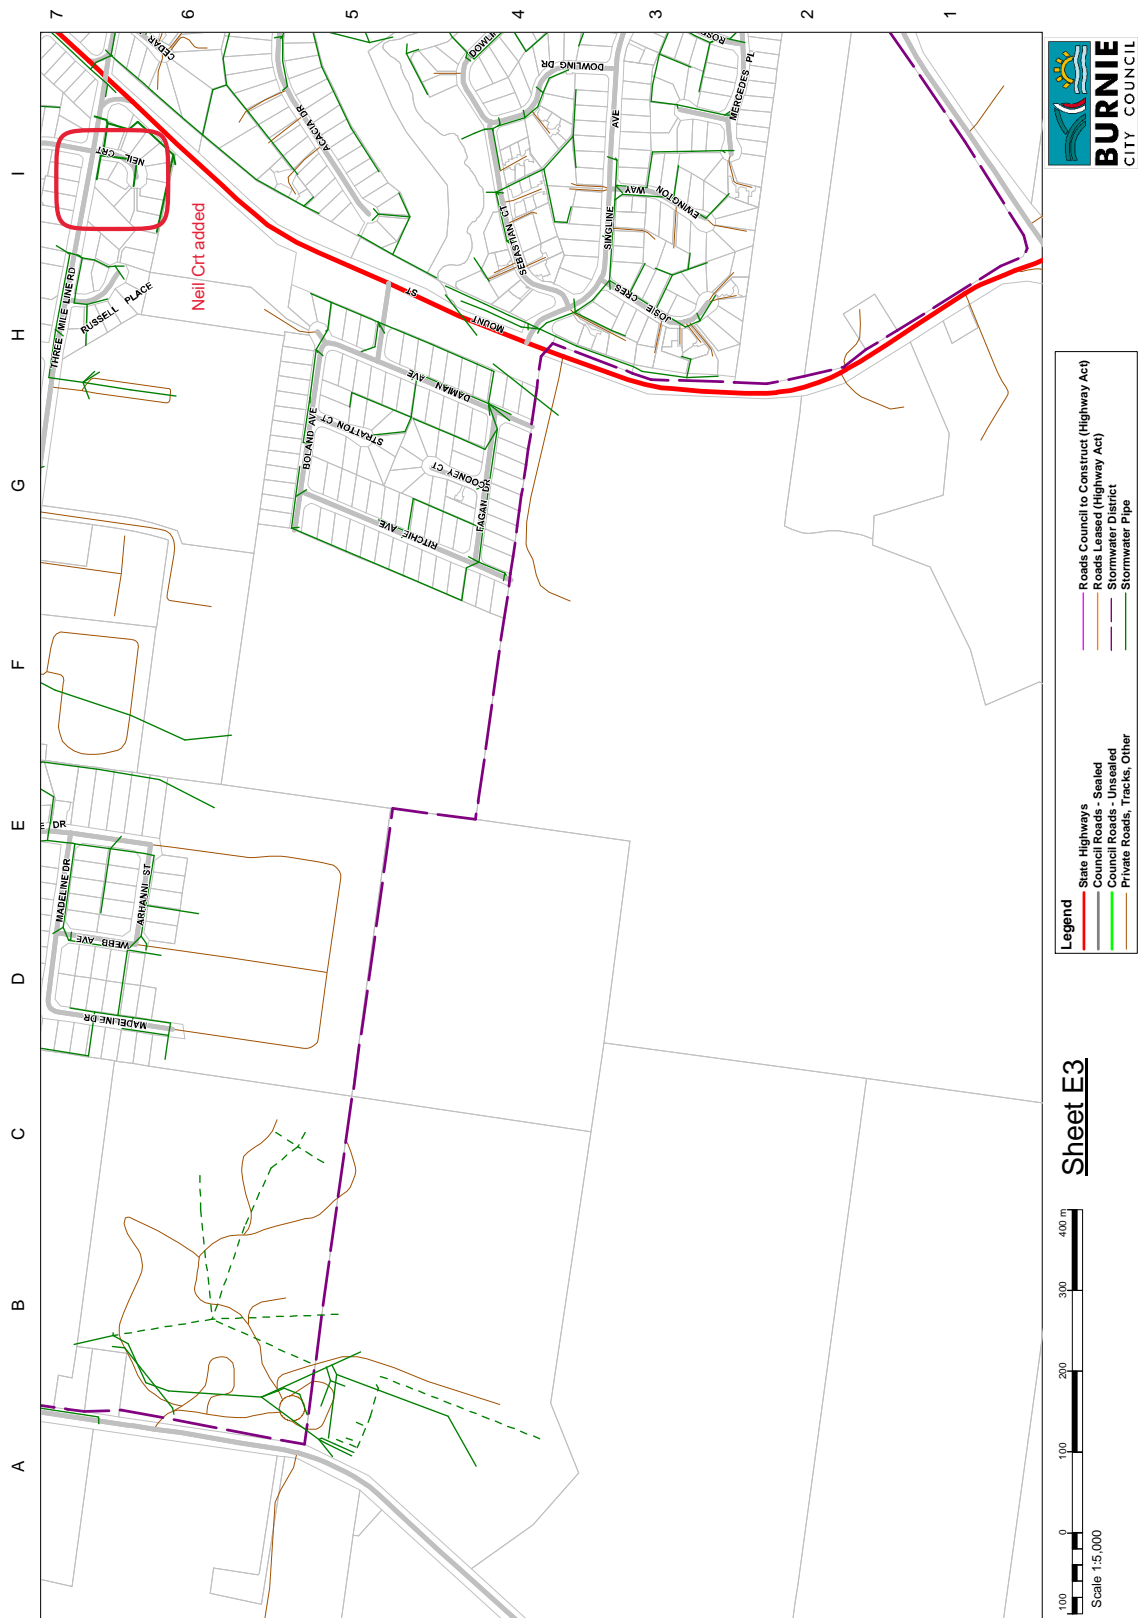 7
6
5
4
3
2
1
A
B
C
D
E
F
G
H
I
CEDAR
NEIL CRT
Neil Crt added
THREE MILE LINE RD
RUSSELL PLACE
ACACIA DR
DOWLIN
DOWLING DR
ROSE
MERCEDES PL
SINGLINE AVE
EWINGTON WAY
SEBASTIAN CT
JOSIE CRES
MOUNT ST
DAMIAN AVE
BOLAND AVE
STRATTON CT
COONEY CT
FAGAN DR
RITCHIE AVE
DR
MADELINE DR
ARHANNI ST
WEBB AVE
MADELINE DR
BURNIE
CITY COUNCIL
Legend
State Highways
Council Roads - Sealed
Council Roads - Unsealed
Private Roads, Tracks, Other
Roads Council to Construct (Highway Act)
Roads Leased (Highway Act)
Stormwater District
Stormwater Pipe
Sheet E3
100 0 100 200 300 400 m
Scale 1:5,000